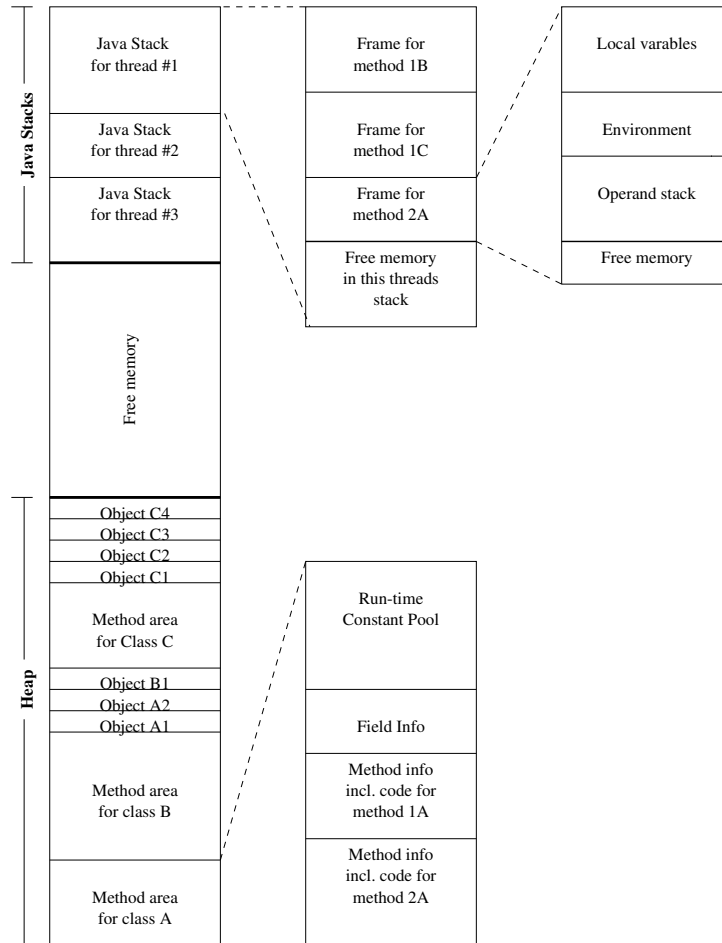 Java Stacks
Java Stack
for thread #1
Java Stack
for thread #2
Java Stack
for thread #3
Free memory
Heap
Object C4
Object C3
Object C2
Object C1
Method area
for Class C
Object B1
Object A2
Object A1
Method area
for class B
Method area
for class A
Frame for
method 1B
Frame for
method 1C
Frame for
method 2A
Free memory
in this threads
stack
Local varables
Environment
Operand stack
Free memory
Run-time
Constant Pool
Field Info
Method info
incl. code for
method 1A
Method info
incl. code for
method 2A